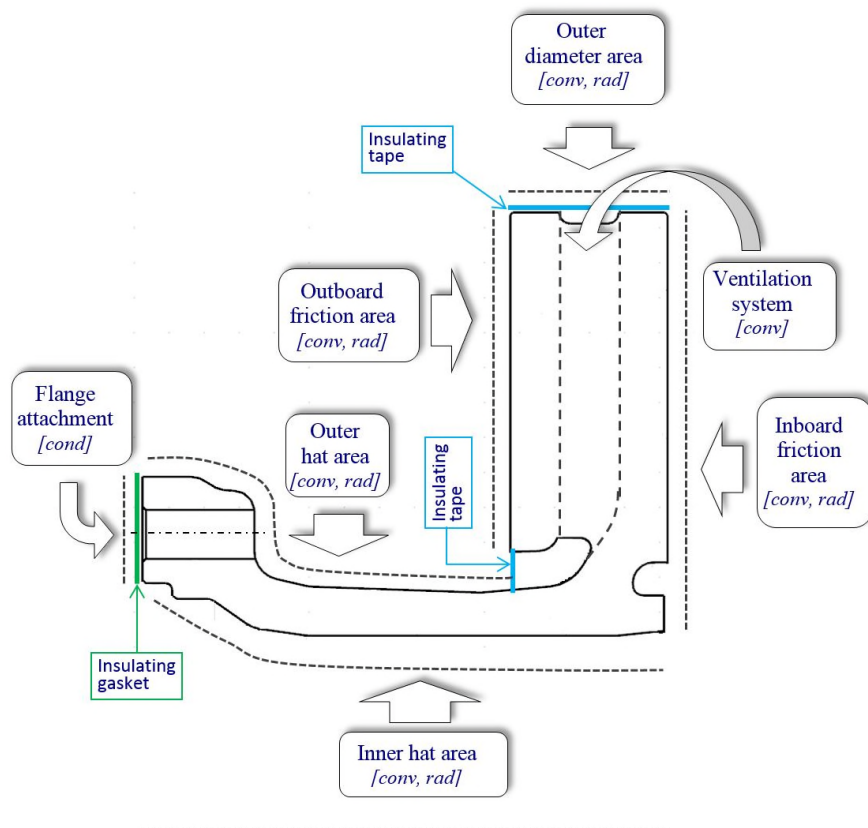 Outer
diameter area
[conv, rad]
Insulating
tape
Outboard
friction area
[conv, rad]
Ventilation
system
[conv]
Flange
attachment
[cond]
Outer
hat area
[conv, rad]
Insulating
tape
Inboard
friction
area
[conv, rad]
Insulating
gasket
Inner hat area
[conv, rad]